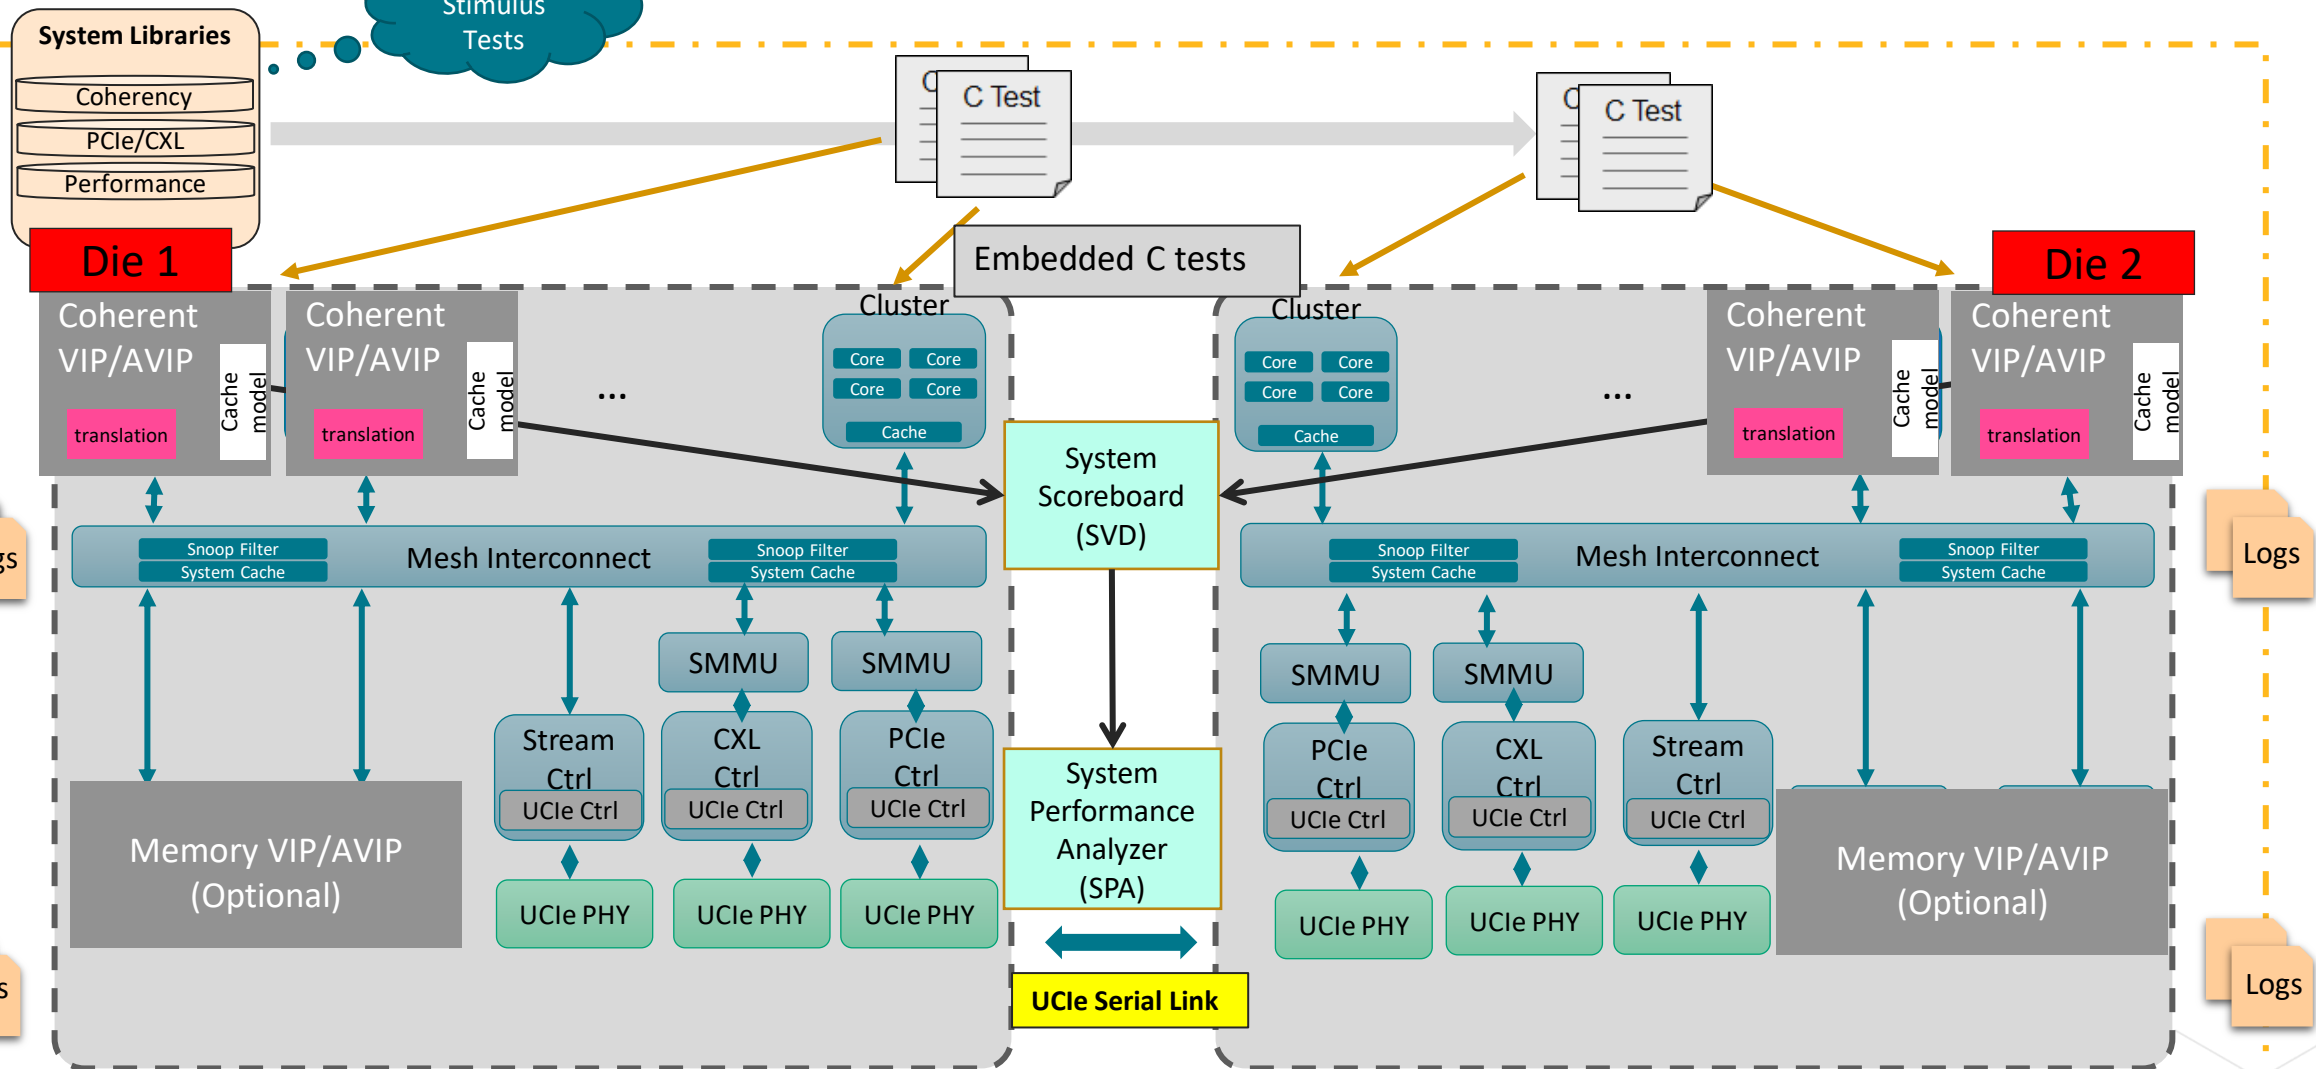 Stimulus
Tests
System Libraries
Coherency
PCIe/CXL
Performance
C Test
C Test
Embedded C tests
Die 1
Coherent
VIP/AVIP
translation
Cache
model
Coherent
VIP/AVIP
translation
Cache
model
...
Cluster
Core Core
Core Core
Cache
Mesh Interconnect
Snoop Filter
System Cache
Snoop Filter
System Cache
SMMU
SMMU
Stream
Ctrl
UCIe Ctrl
CXL
Ctrl
UCIe Ctrl
PCIe
Ctrl
UCIe Ctrl
UCIe PHY
UCIe PHY
UCIe PHY
Memory VIP/AVIP
(Optional)
System
Scoreboard
(SVD)
System
Performance
Analyzer
(SPA)
UCIe Serial Link
Die 2
Cluster
Core Core
Core Core
Cache
...
Coherent
VIP/AVIP
translation
Cache
model
Coherent
VIP/AVIP
translation
Cache
model
Snoop Filter
System Cache
Mesh Interconnect
Snoop Filter
System Cache
SMMU
SMMU
PCIe
Ctrl
UCIe Ctrl
CXL
Ctrl
UCIe Ctrl
Stream
Ctrl
UCIe Ctrl
UCIe PHY
UCIe PHY
UCIe PHY
Memory VIP/AVIP
(Optional)
Logs
Logs